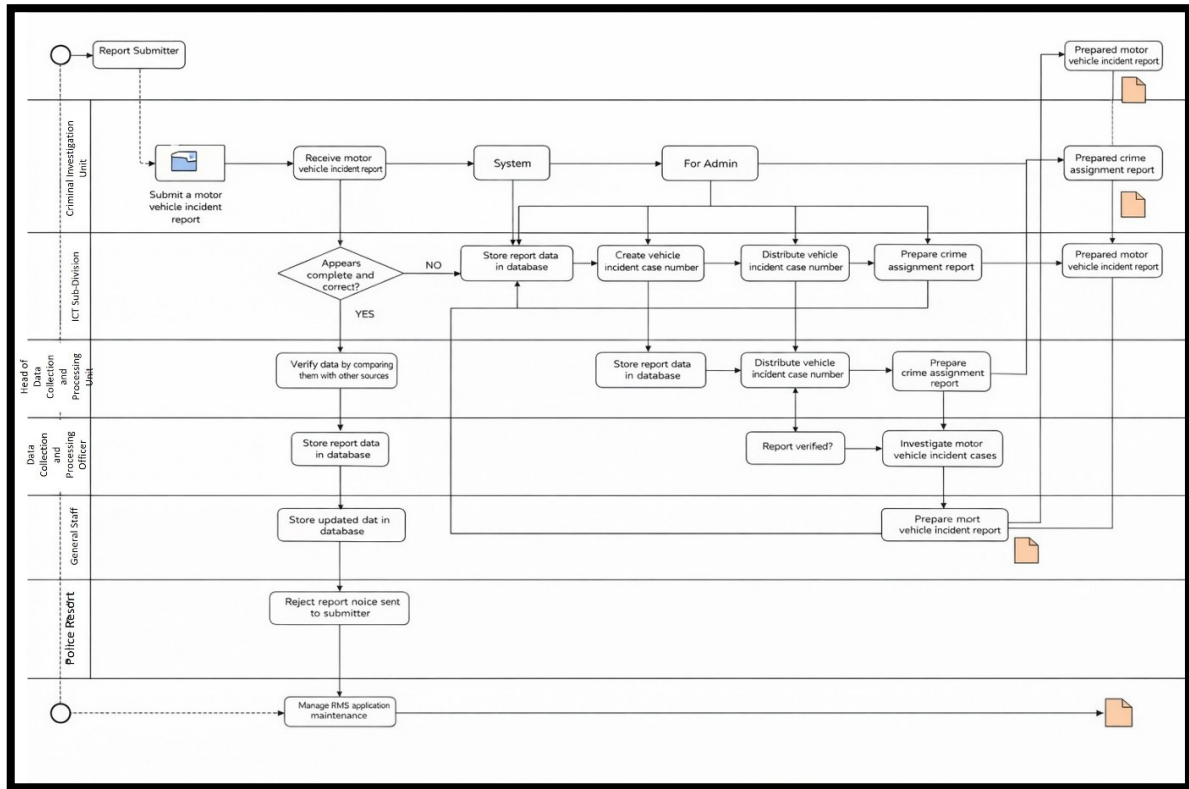 Report Submitter
Prepared motor
vehicle incident report
Criminal Investigation
Unit
Submit a motor
vehicle incident
report
Receive motor
vehicle incident report
System
For Admin
Prepared crime
assignment report
ICT Sub-Division
Appears
complete and
correct?
NO
YES
Store report data
in database
Create vehicle
incident case number
Distribute vehicle
incident case number
Prepare crime
assignment report
Prepared motor
vehicle incident report
Head of
Data
Collection
and
Processing
Unit
Verify data by comparing
them with other sources
Store report data
in database
Distribute vehicle
incident case number
Prepare
crime assignment
report
Data
Collection
and
Processing
Officer
Store report data
in database
Report verified?
Investigate motor
vehicle incident cases
General Staff
Store updated dat in
database
Prepare mort
vehicle incident report
Police Resort
Reject report noice sent
to submitter
Manage RMS application
maintenance